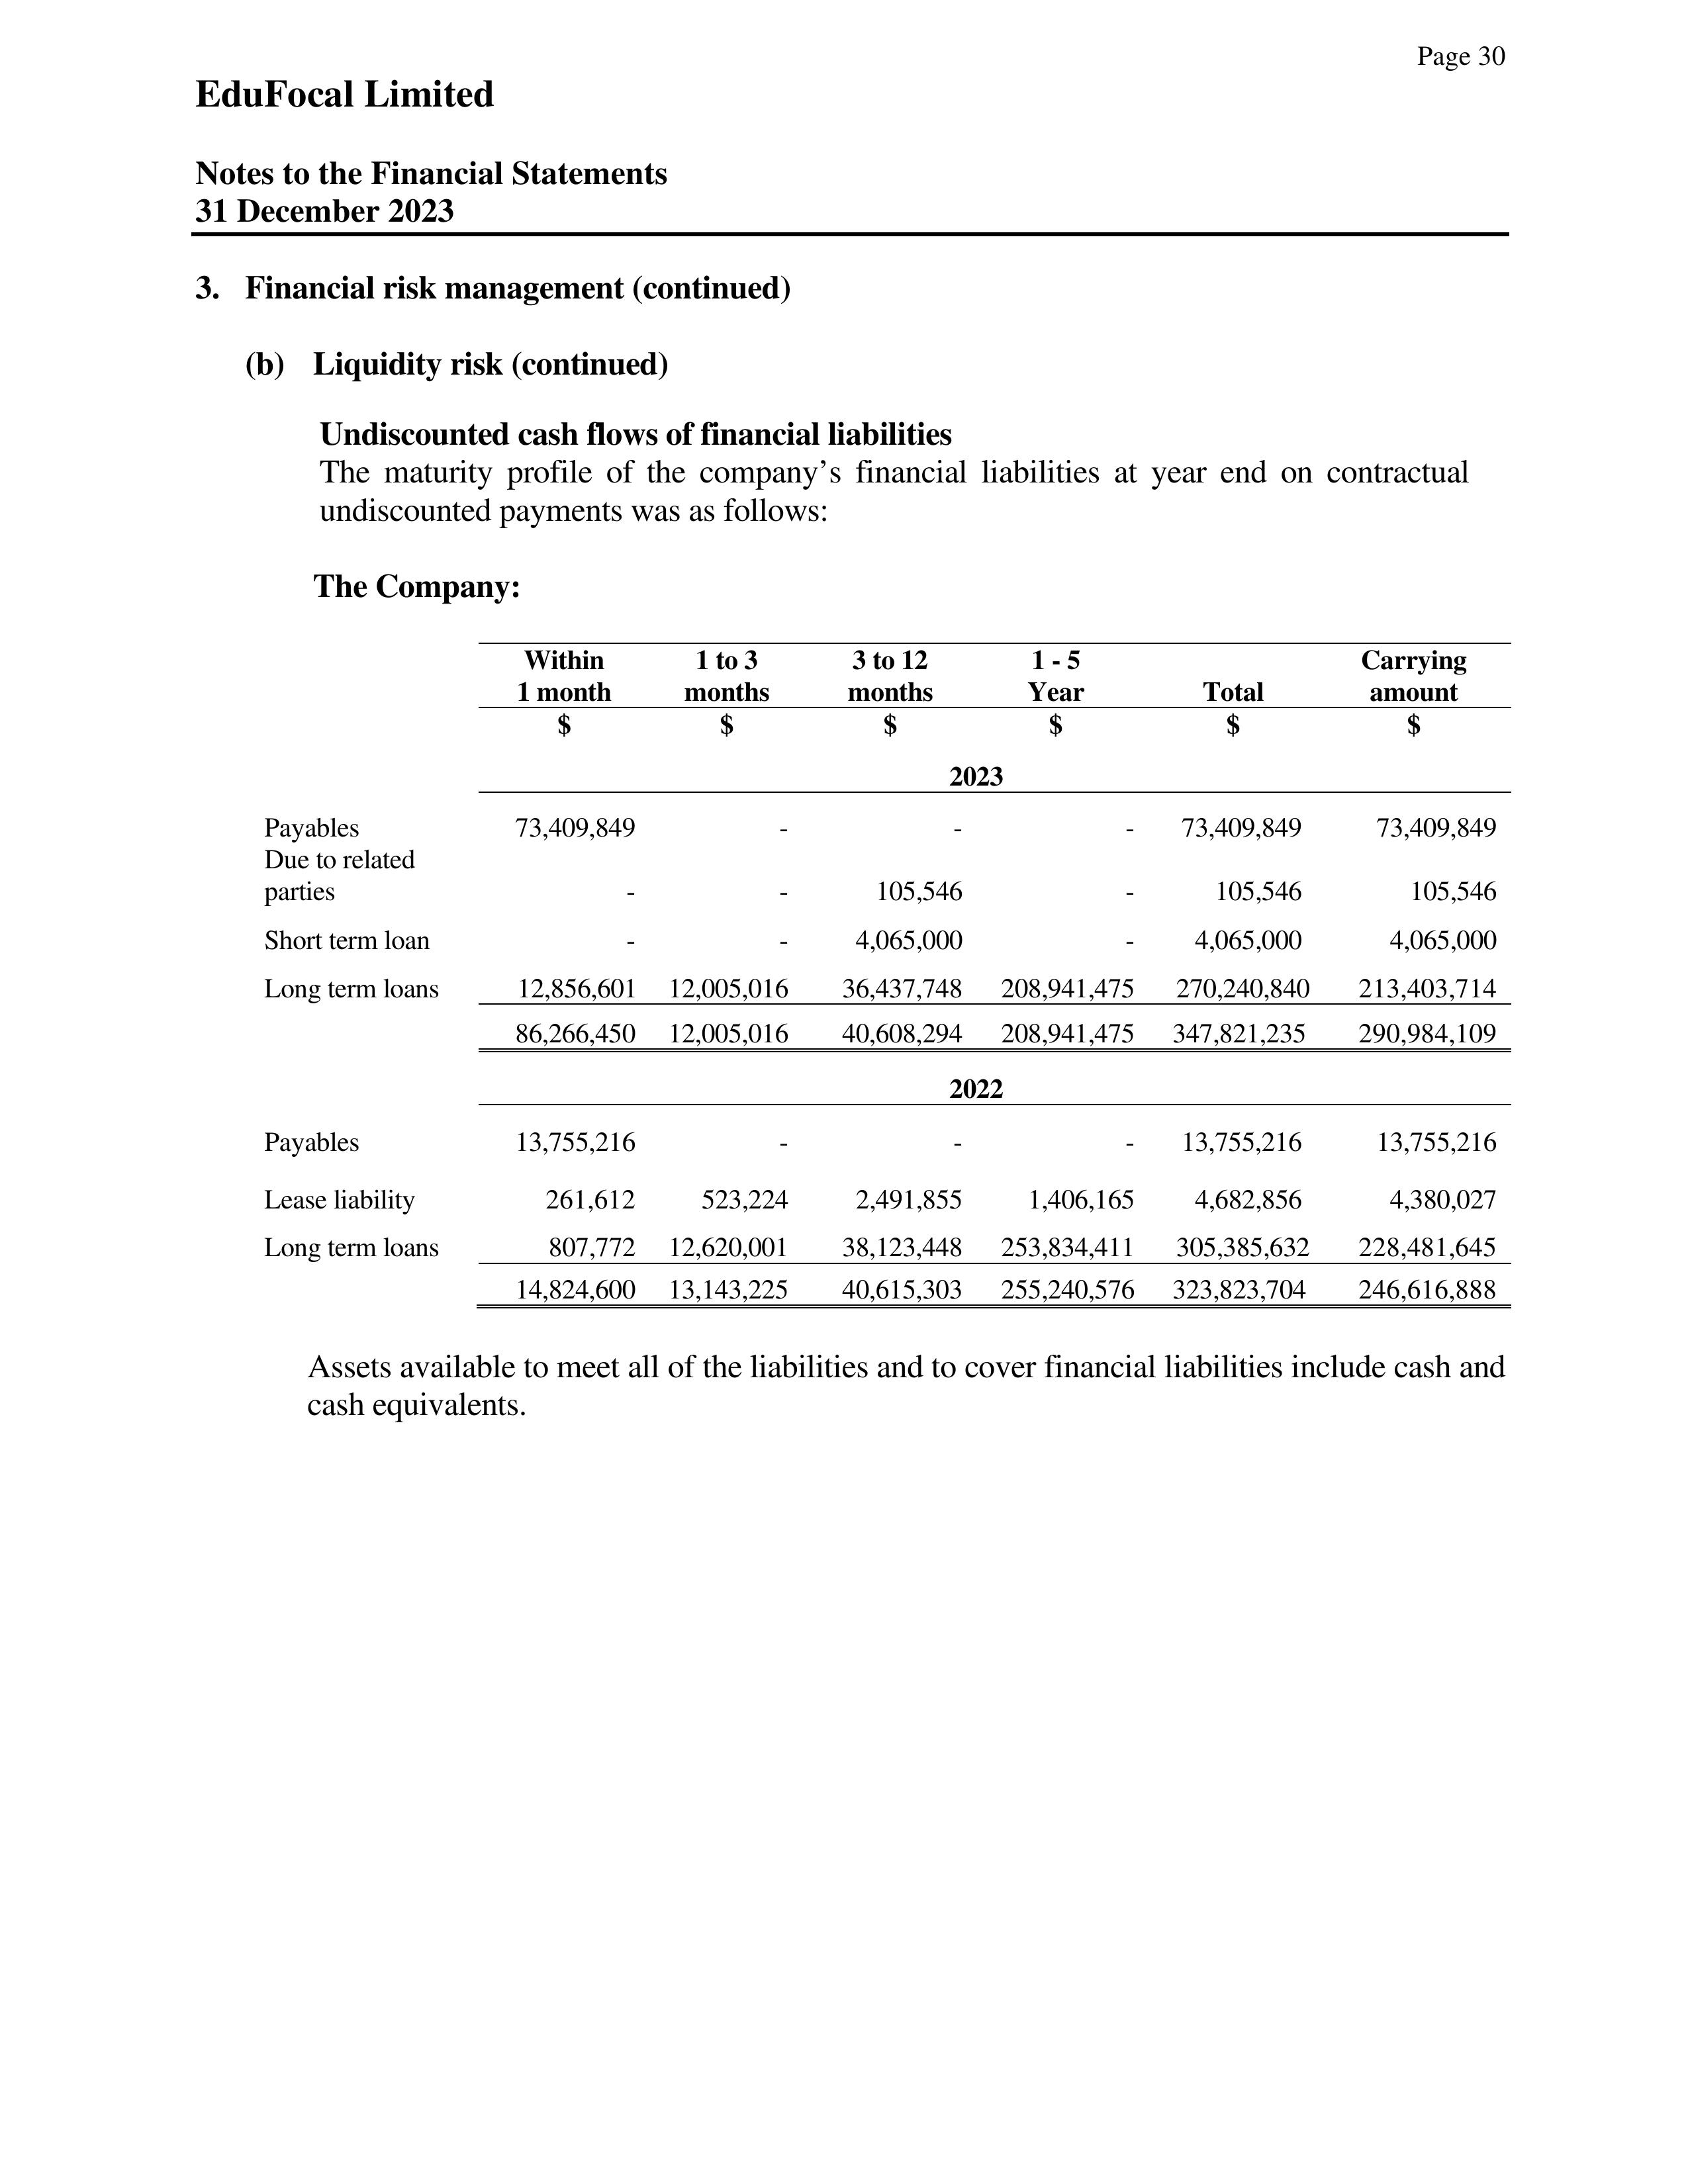 Page 30
EduFocal Limited
Notes to the Financial Statements
31 December 2023
3. Financial risk management (continued)
(b) Liquidity risk (continued)
Undiscounted cash flows of financial liabilities
The maturity profile of the company’s financial liabilities at year end on contractual
undiscounted payments was as follows:
The Company:
Within 1 to 3 3 to 12 1 - 5 Carrying
1 month months months Year Total amount
$ $ $ $ $ $
2023
Payables 73,409,849 - - - 73,409,849 73,409,849
Due to related
parties - - 105,546 - 105,546 105,546
Short term loan - - 4,065,000 - 4,065,000 4,065,000
Long term loans 12,856,601 12,005,016 36,437,748 208,941,475 270,240,840 213,403,714
86,266,450 12,005,016 40,608,294 208,941,475 347,821,235 290,984,109
2022
Payables 13,755,216 - - - 13,755,216 13,755,216
Lease liability 261,612 523,224 2,491,855 1,406,165 4,682,856 4,380,027
Long term loans 807,772 12,620,001 38,123,448 253,834,411 305,385,632 228,481,645
14,824,600 13,143,225 40,615,303 255,240,576 323,823,704 246,616,888
Assets available to meet all of the liabilities and to cover financial liabilities include cash and
cash equivalents.